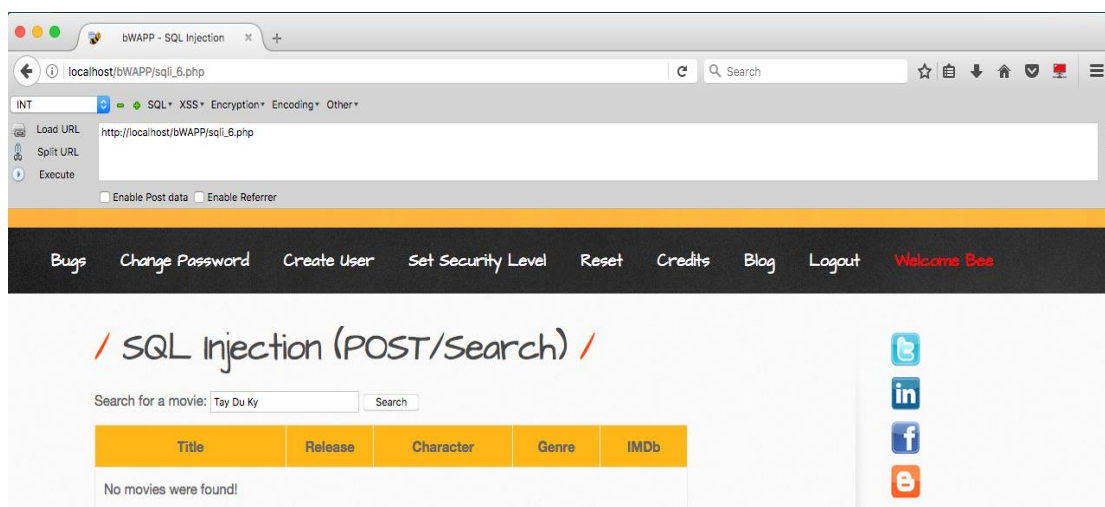 bWAPP - SQL Injection
localhost/bWAPP/sqli_6.php
Search
INT
SQL XSS Encryption Encoding Other
Load URL
http://localhost/bWAPP/sqli_6.php
Split URL
Execute
Enable Post data Enable Referrer
Bugs Change Password Create User Set Security Level Reset Credits Blog Logout Welcome Bee
/ SQL Injection (POST/Search) /
Search for a movie: Tay Du Ky Search
Title Release Character Genre IMDb
No movies were found!